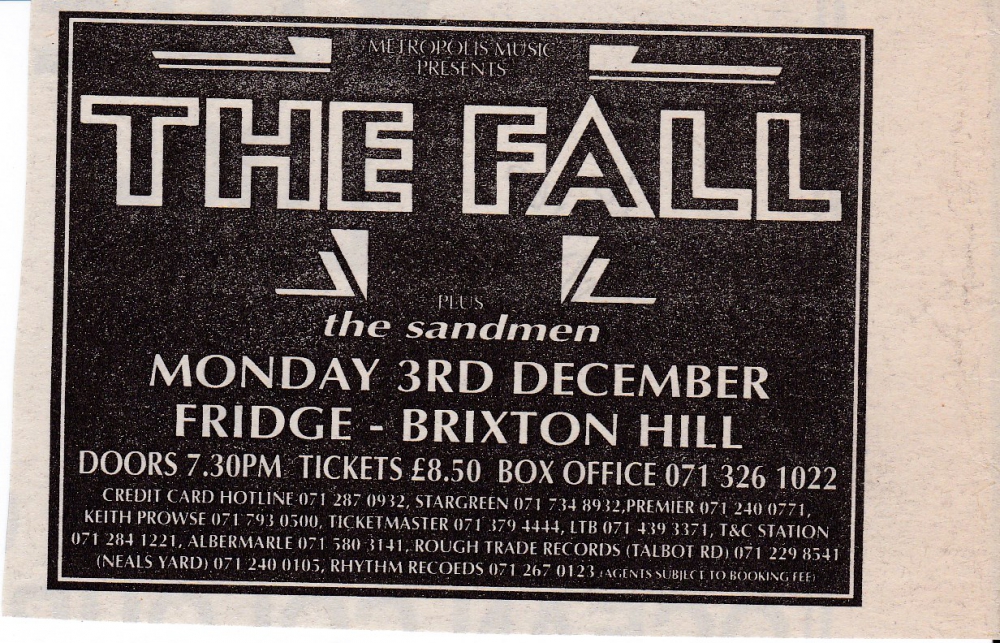 METROPOLIS MUSIC
PRESENTS
THE FALL
PLUS
the sandmen
MONDAY 3RD DECEMBER
FRIDGE - BRIXTON HILL
DOORS 7.30PM TICKETS £8.50 BOX OFFICE 071 326 1022
CREDIT CARD HOTLINE 071 287 0932, STARGREEN 071 734 8932,PREMIER 071 240 0771,
KEITH PROWSE 071 793 0500, TICKETMASTER 071 379 4444, LTB 071 439 3371, T&C STATION
071 284 1221, ALBERMARLE 071 580 3141, ROUGH TRADE RECORDS (TALBOT RD) 071 229 8541
(NEALS YARD) 071 240 0105, RHYTHM RECOEDS 071 267 0123 (AGENTS SUBJECT TO BOOKING FEE)